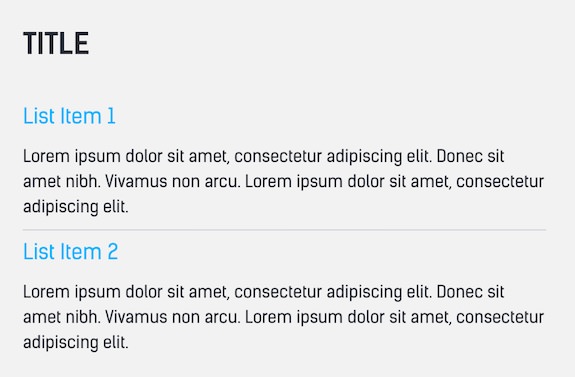 TITLE
List Item 1
Lorem ipsum dolor sit amet, consectetur adipiscing elit. Donec sit
amet nibh. Vivamus non arcu. Lorem ipsum dolor sit amet, consectetur
adipiscing elit.
List Item 2
Lorem ipsum dolor sit amet, consectetur adipiscing elit. Donec sit
amet nibh. Vivamus non arcu. Lorem ipsum dolor sit amet, consectetur
adipiscing elit.